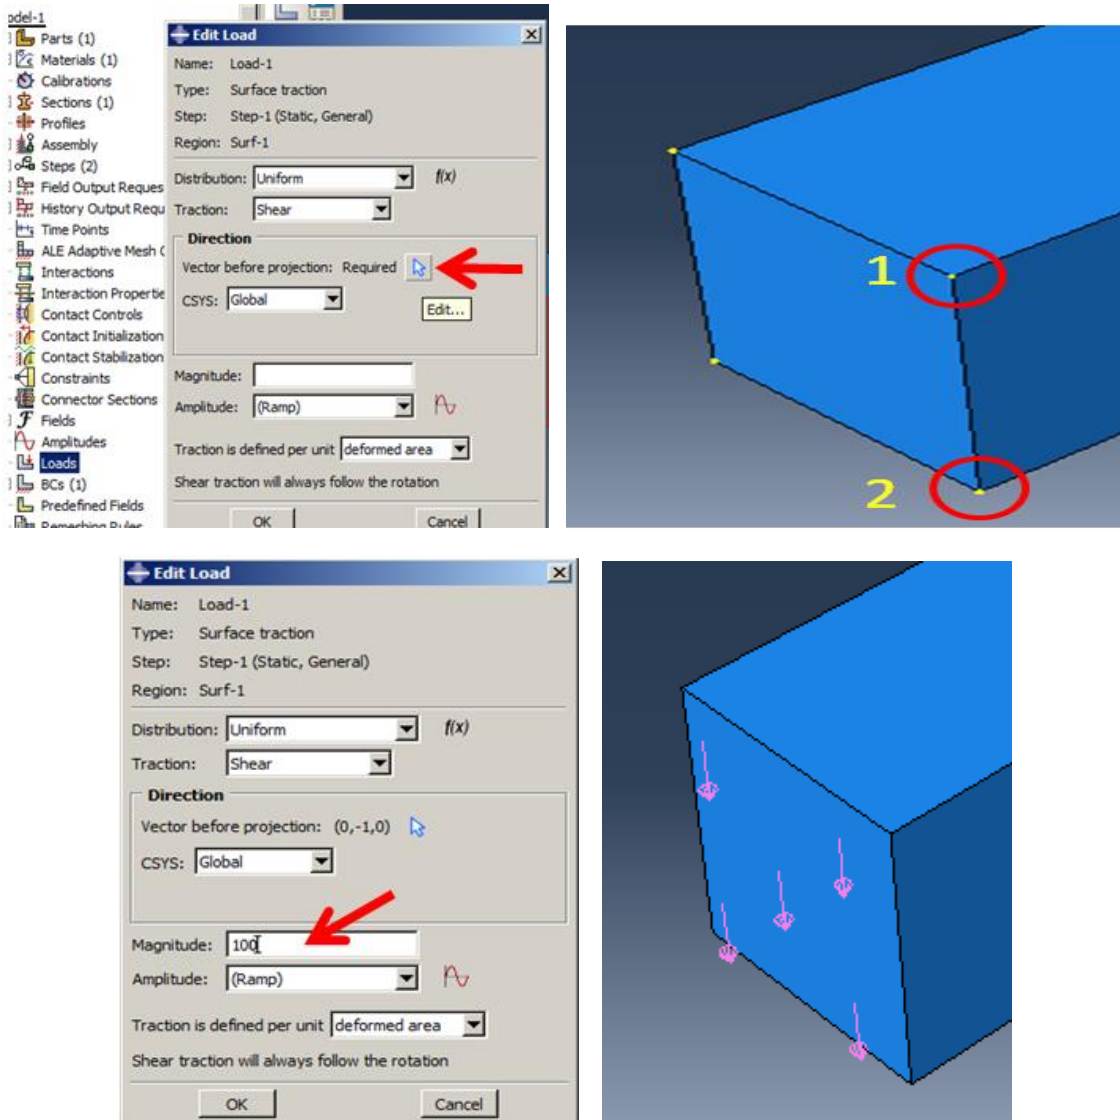 odel-1
Parts (1)
Materials (1)
Calibrations
Sections (1)
Profiles
Assembly
Steps (2)
Field Output Reques
History Output Requ
Time Points
ALE Adaptive Mesh C
Interactions
Interaction Propertie
Contact Controls
Contact Initialization
Contact Stabilization
Constraints
Connector Sections
Fields
Amplitudes
Loads
BCs (1)
Predefined Fields
Remeshing Rules
Edit Load
Name: Load-1
Type: Surface traction
Step: Step-1 (Static, General)
Region: Surf-1
Distribution: Uniform f(x)
Traction: Shear
Direction
Vector before projection: Required
CSYS: Global
Edit...
Magnitude:
Amplitude: (Ramp)
Traction is defined per unit deformed area
Shear traction will always follow the rotation
OK Cancel
1
2
Edit Load
Name: Load-1
Type: Surface traction
Step: Step-1 (Static, General)
Region: Surf-1
Distribution: Uniform f(x)
Traction: Shear
Direction
Vector before projection: (0,-1,0)
CSYS: Global
Magnitude: 100
Amplitude: (Ramp)
Traction is defined per unit deformed area
Shear traction will always follow the rotation
OK Cancel